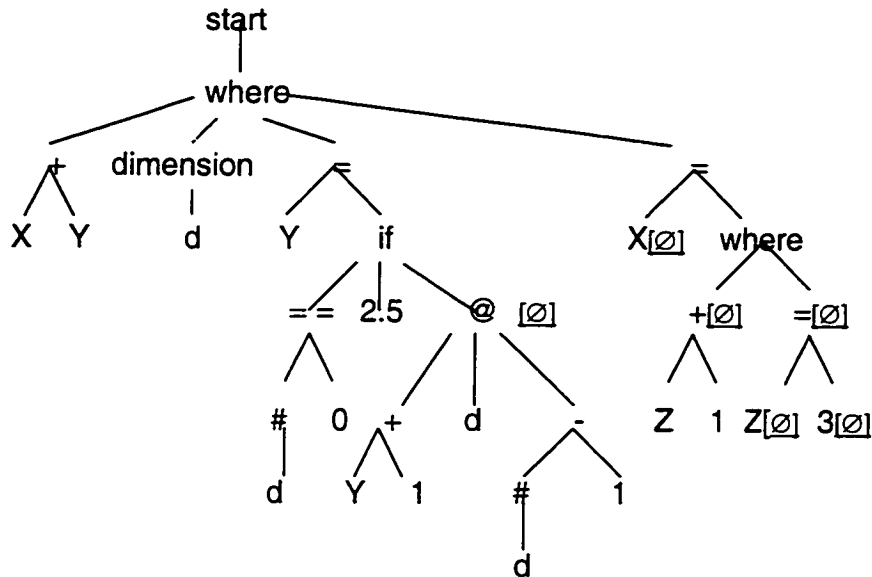 start
where
+ dimension = =
X Y d Y if X[∅] where
== 2.5 @ [∅] +[∅] =[∅]
# 0 + d - Z 1 Z[∅] 3[∅]
d Y 1 # 1
d